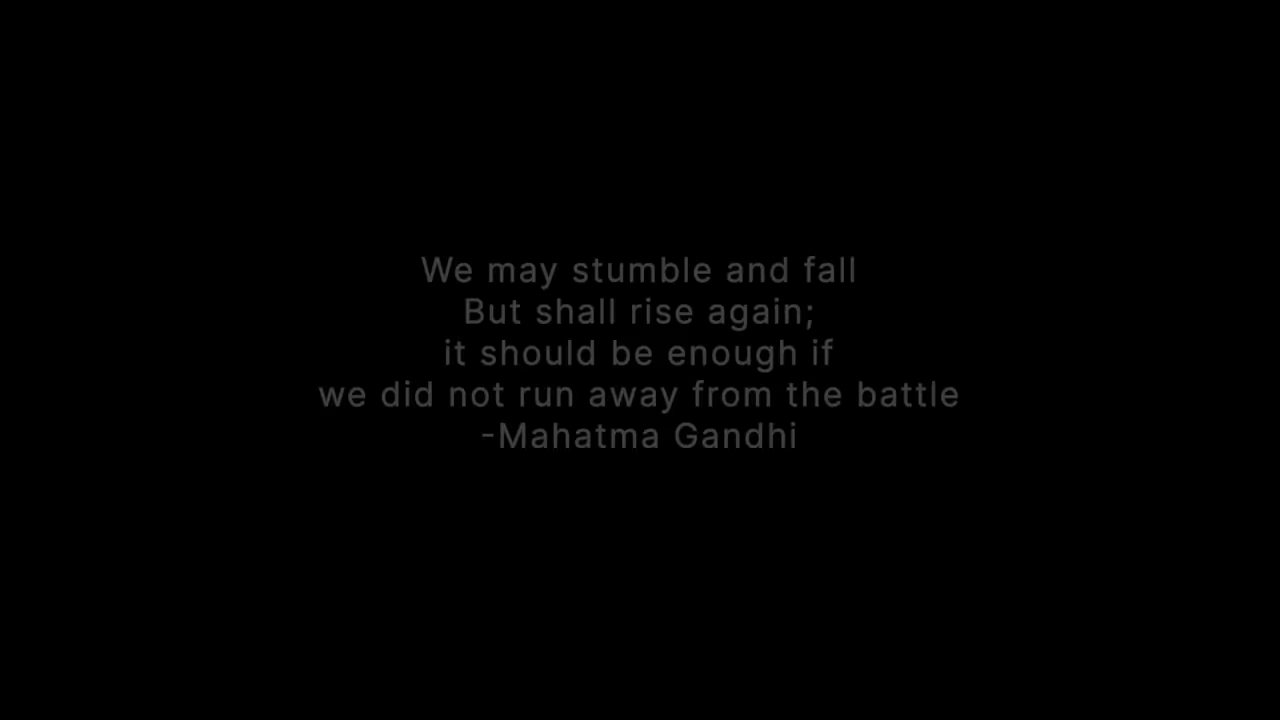 We may stumble and fall
But shall rise again;
it should be enough if
we did not run away from the battle
-Mahatma Gandhi